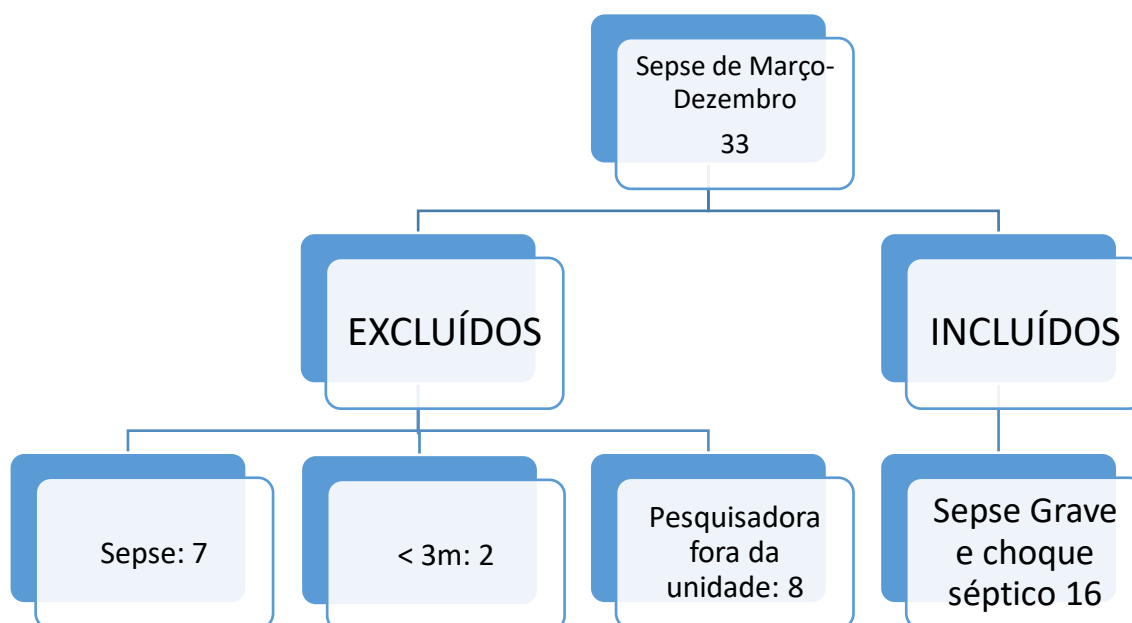 Sepse de Março-
Dezembro
33
EXCLUÍDOS
INCLUÍDOS
Sepse: 7
< 3m: 2
Pesquisadora
fora da
unidade: 8
Sepse Grave
e choque
séptico 16